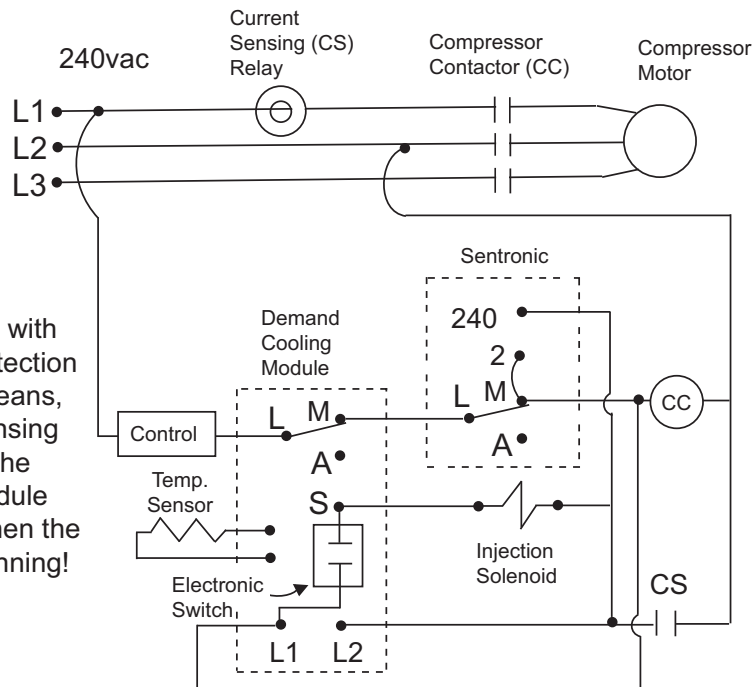 240vac
Current
Sensing (CS)
Relay
Compressor
Contactor (CC)
Compressor
Motor
L1
L2
L3
Sentronic
240
2
L M
A
CC
with
tection
eans,
nsing
he
dule
hen the
nning!
Demand
Cooling
Module
Control
L M
A
Temp.
Sensor
S
Injection
Solenoid
Electronic
Switch
CS
L1 L2